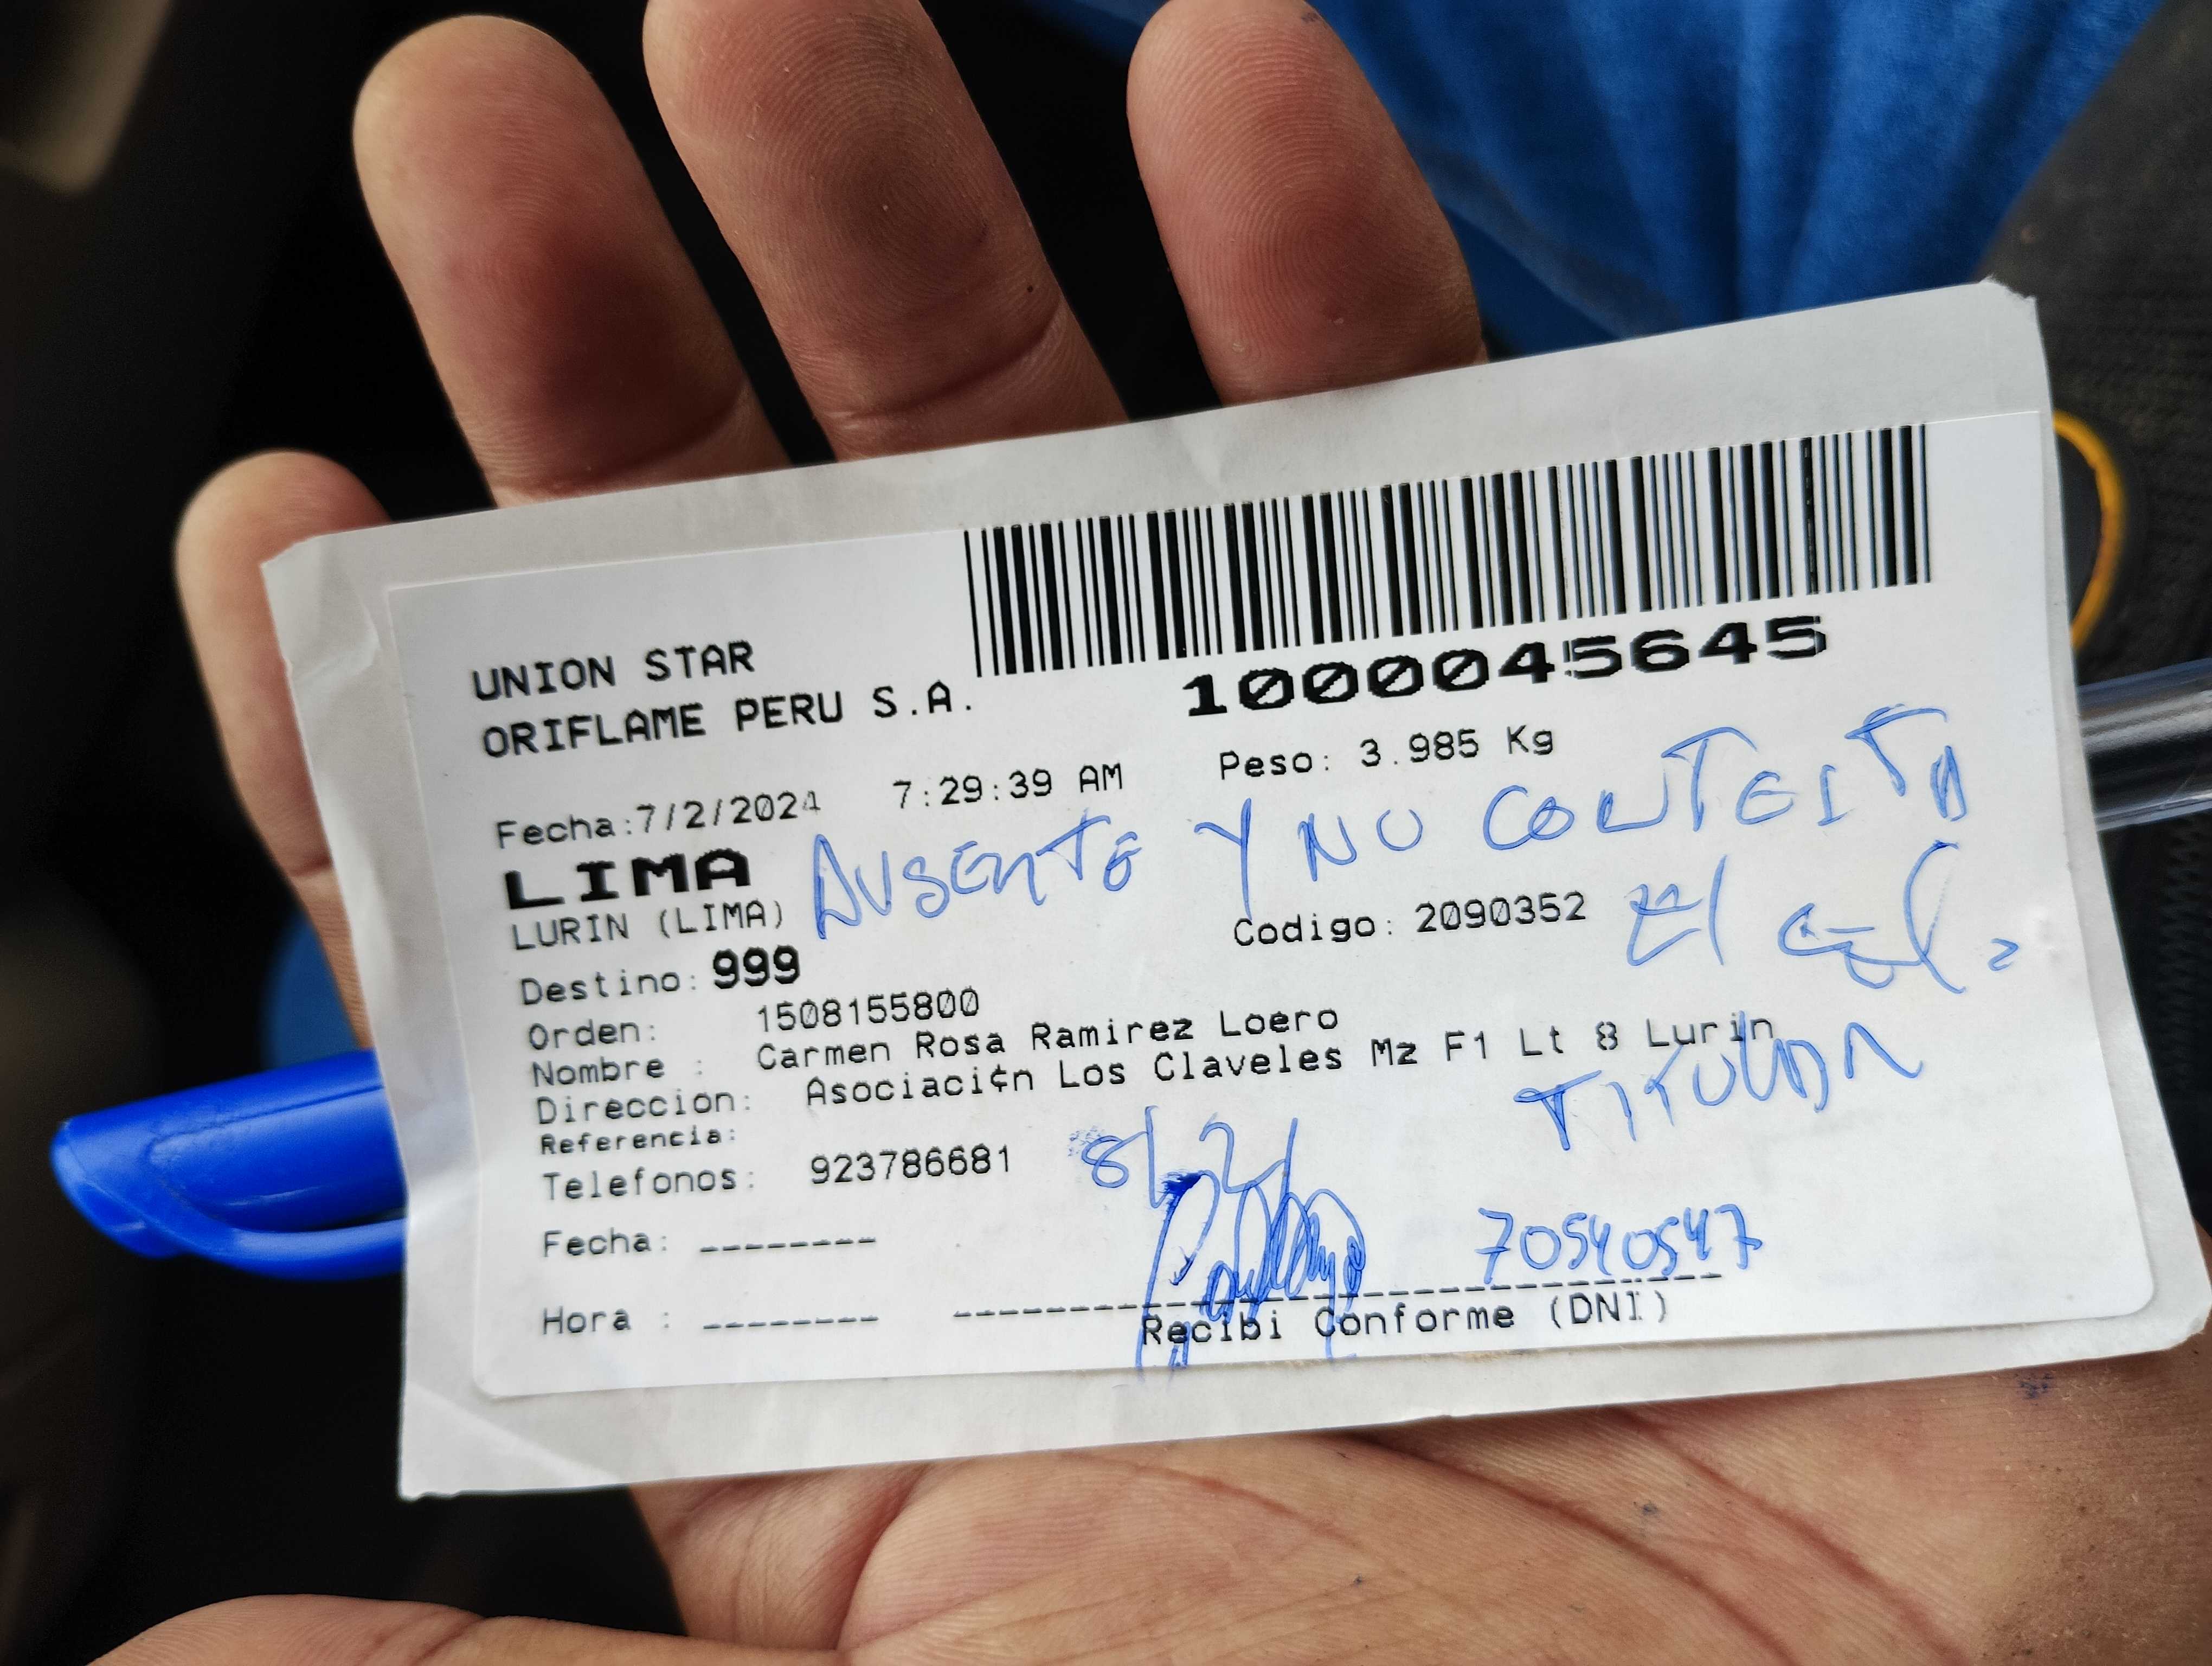 UNION STAR
ORIFLAME PERU S.A.
1000045645
Fecha:7/2/2024 7:29:39 AM Peso: 3.985 Kg
LIMA AUSENTE Y NO CONTESTA
LURIN (LIMA) Codigo: 2090352 El cel.
Destino: 999
Orden: 1508155800
Nombre : Carmen Rosa Ramirez Loero
Direccion: Asociaci¢n Los Claveles Mz F1 Lt 8 Lurin
TITULAR
Referencia:
Telefonos: 923786681 8/2/
Fecha: --------
70540547
Hora : --------
Recibi Conforme (DNI)